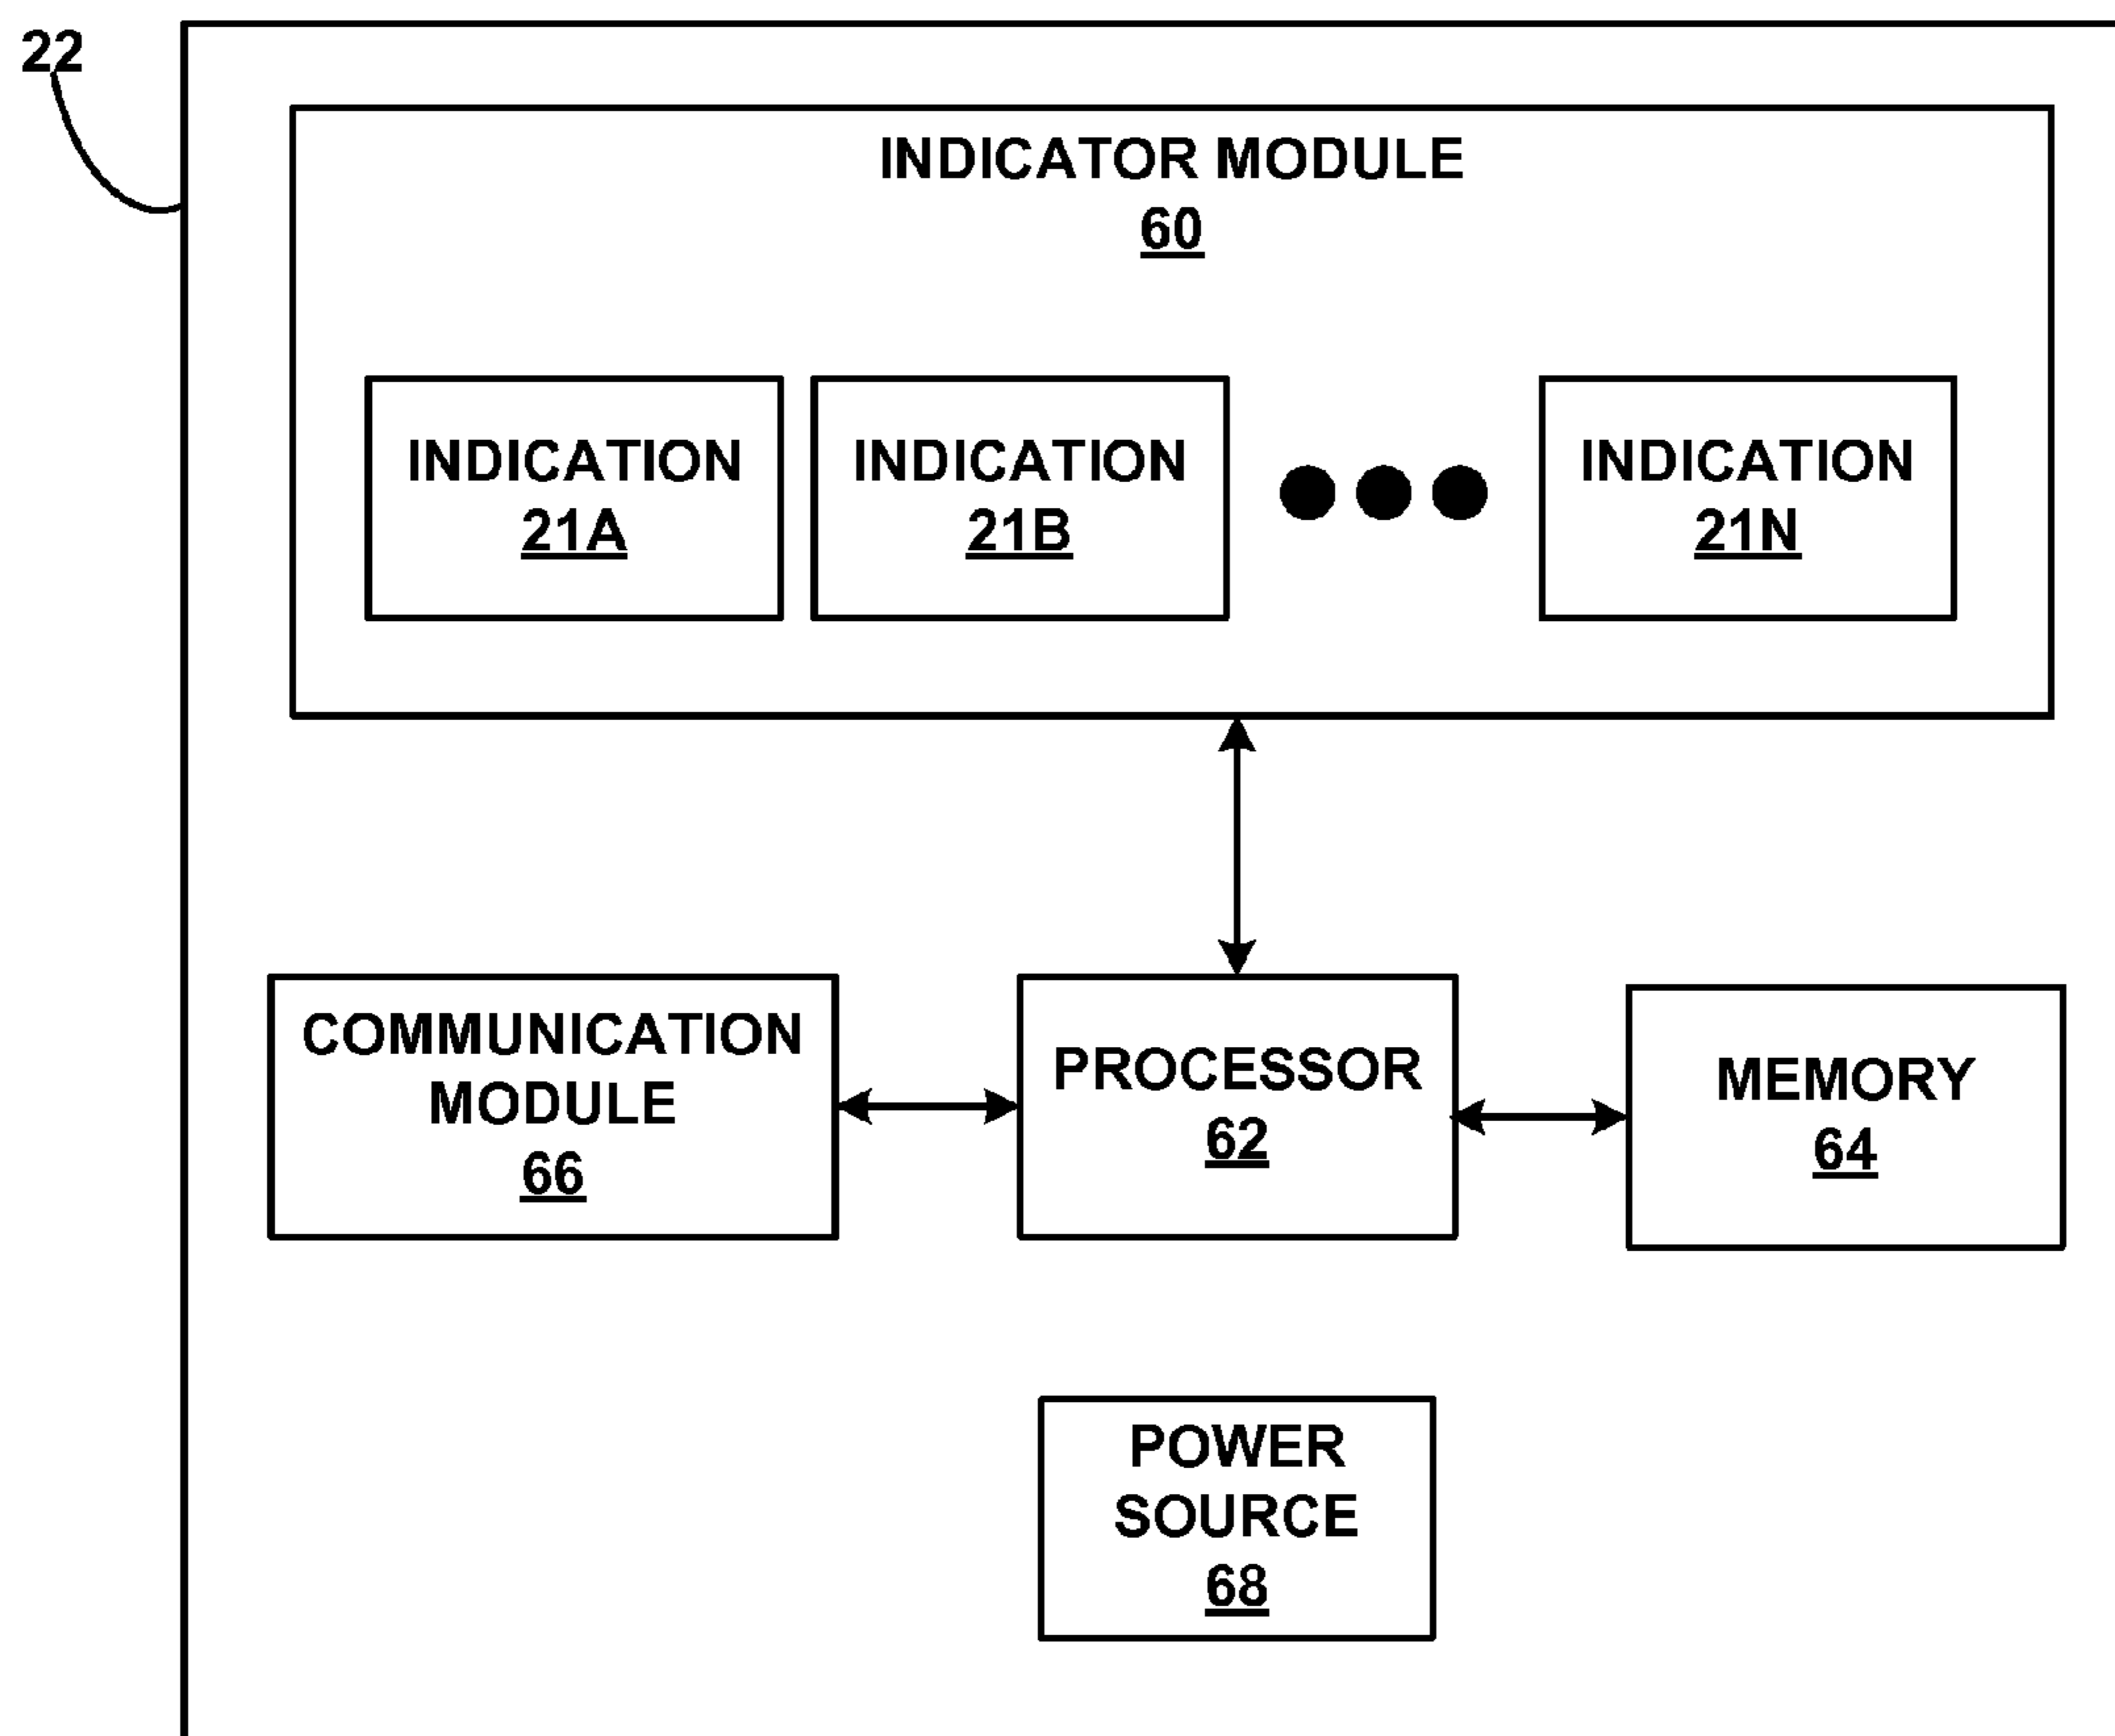 22
INDICATOR MODULE
60
INDICATION
21A
INDICATION
21B
INDICATION
21N
COMMUNICATION
MODULE
66
PROCESSOR
62
MEMORY
64
POWER
SOURCE
68